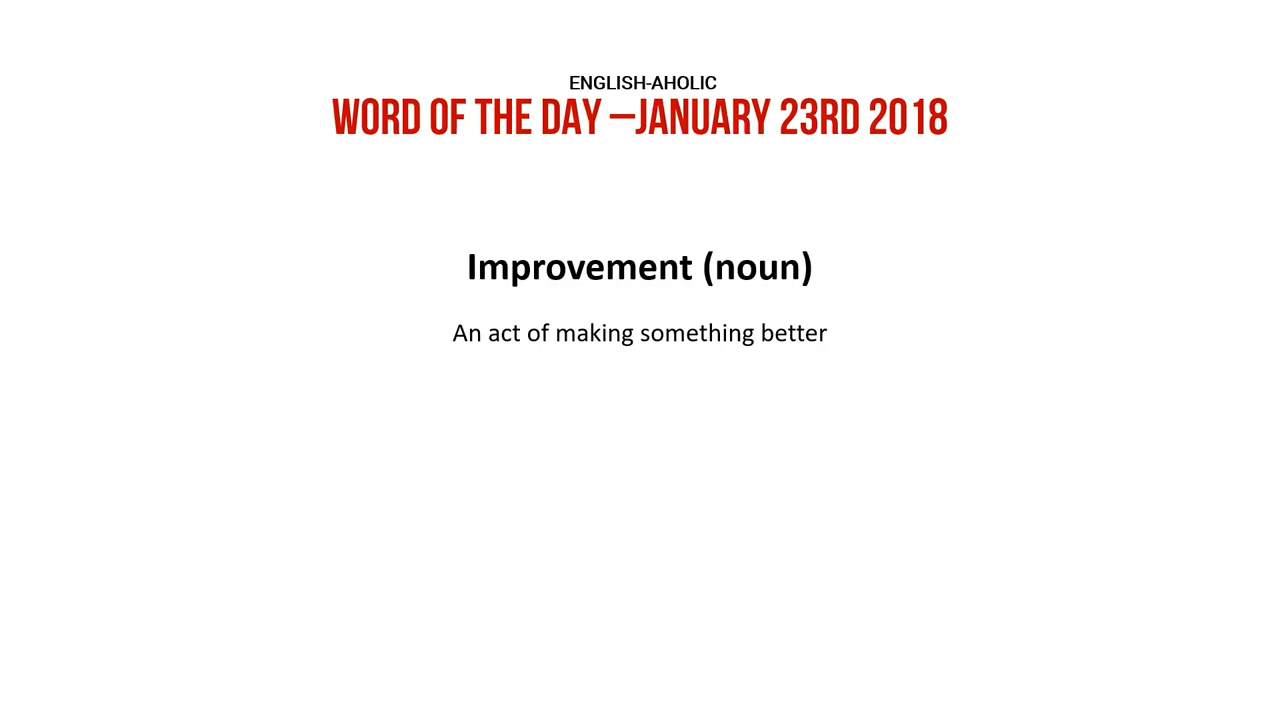 ENGLISH-AHOLIC
WORD OF THE DAY –JANUARY 23RD 2018
Improvement (noun)
An act of making something better